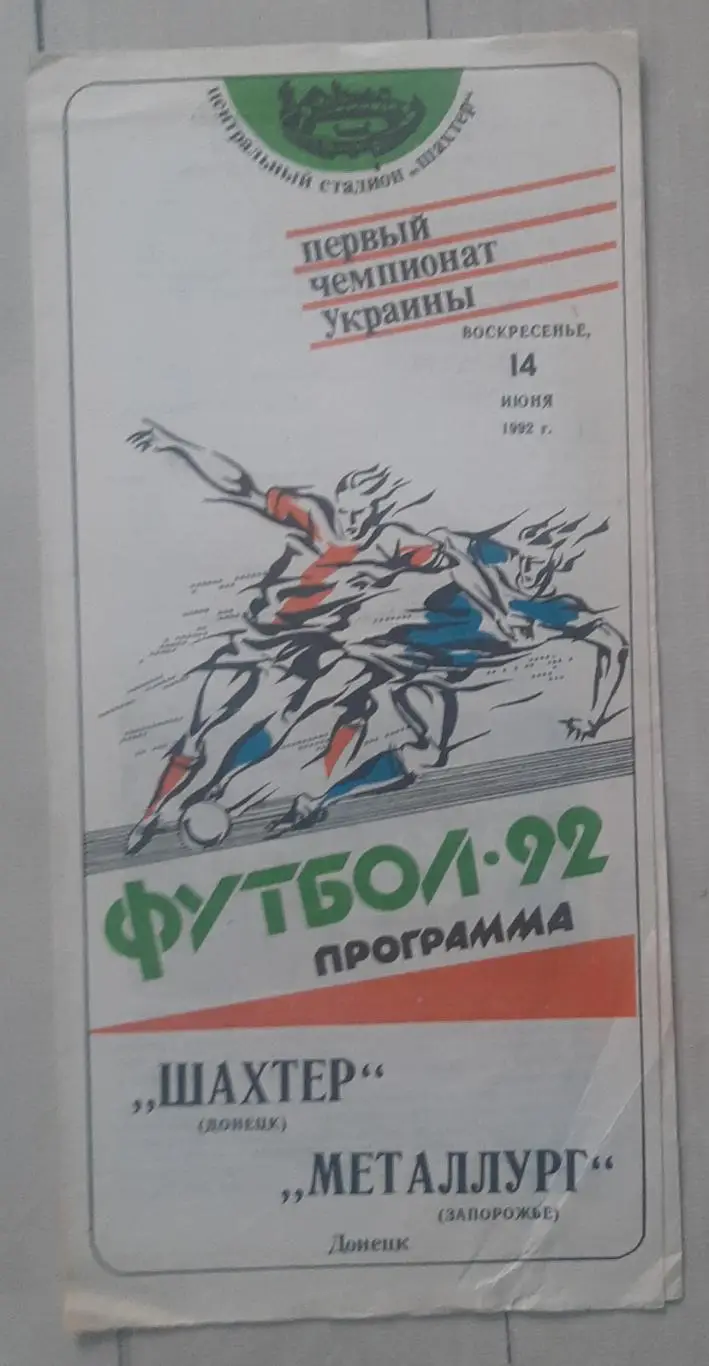 центральный стадион „шахтер“
первый
чемпионат
украины
ВОСКРЕСЕНЬЕ,
14
ИЮНЯ
1992 г.
ФУТБОЛ·92
ПРОГРАММА
„ШАХТЕР“
(ДОНЕЦК)
„МЕТАЛЛУРГ“
(ЗАПОРОЖЬЕ)
Донецк